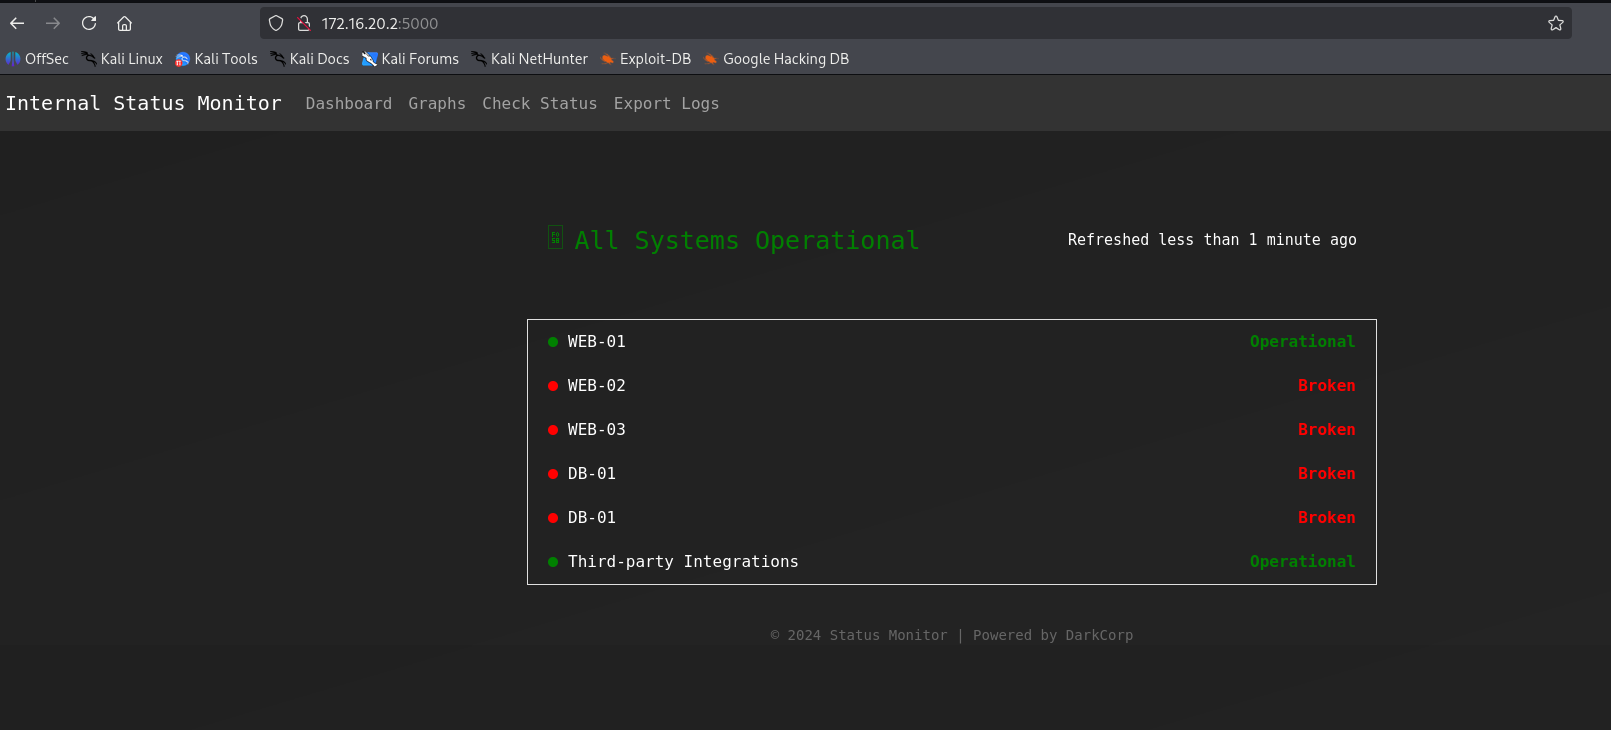 172.16.20.2:5000
OffSec Kali Linux Kali Tools Kali Docs Kali Forums Kali NetHunter Exploit-DB Google Hacking DB
Internal Status Monitor Dashboard Graphs Check Status Export Logs
All Systems Operational Refreshed less than 1 minute ago
WEB-01 Operational
WEB-02 Broken
WEB-03 Broken
DB-01 Broken
DB-01 Broken
Third-party Integrations Operational
© 2024 Status Monitor | Powered by DarkCorp